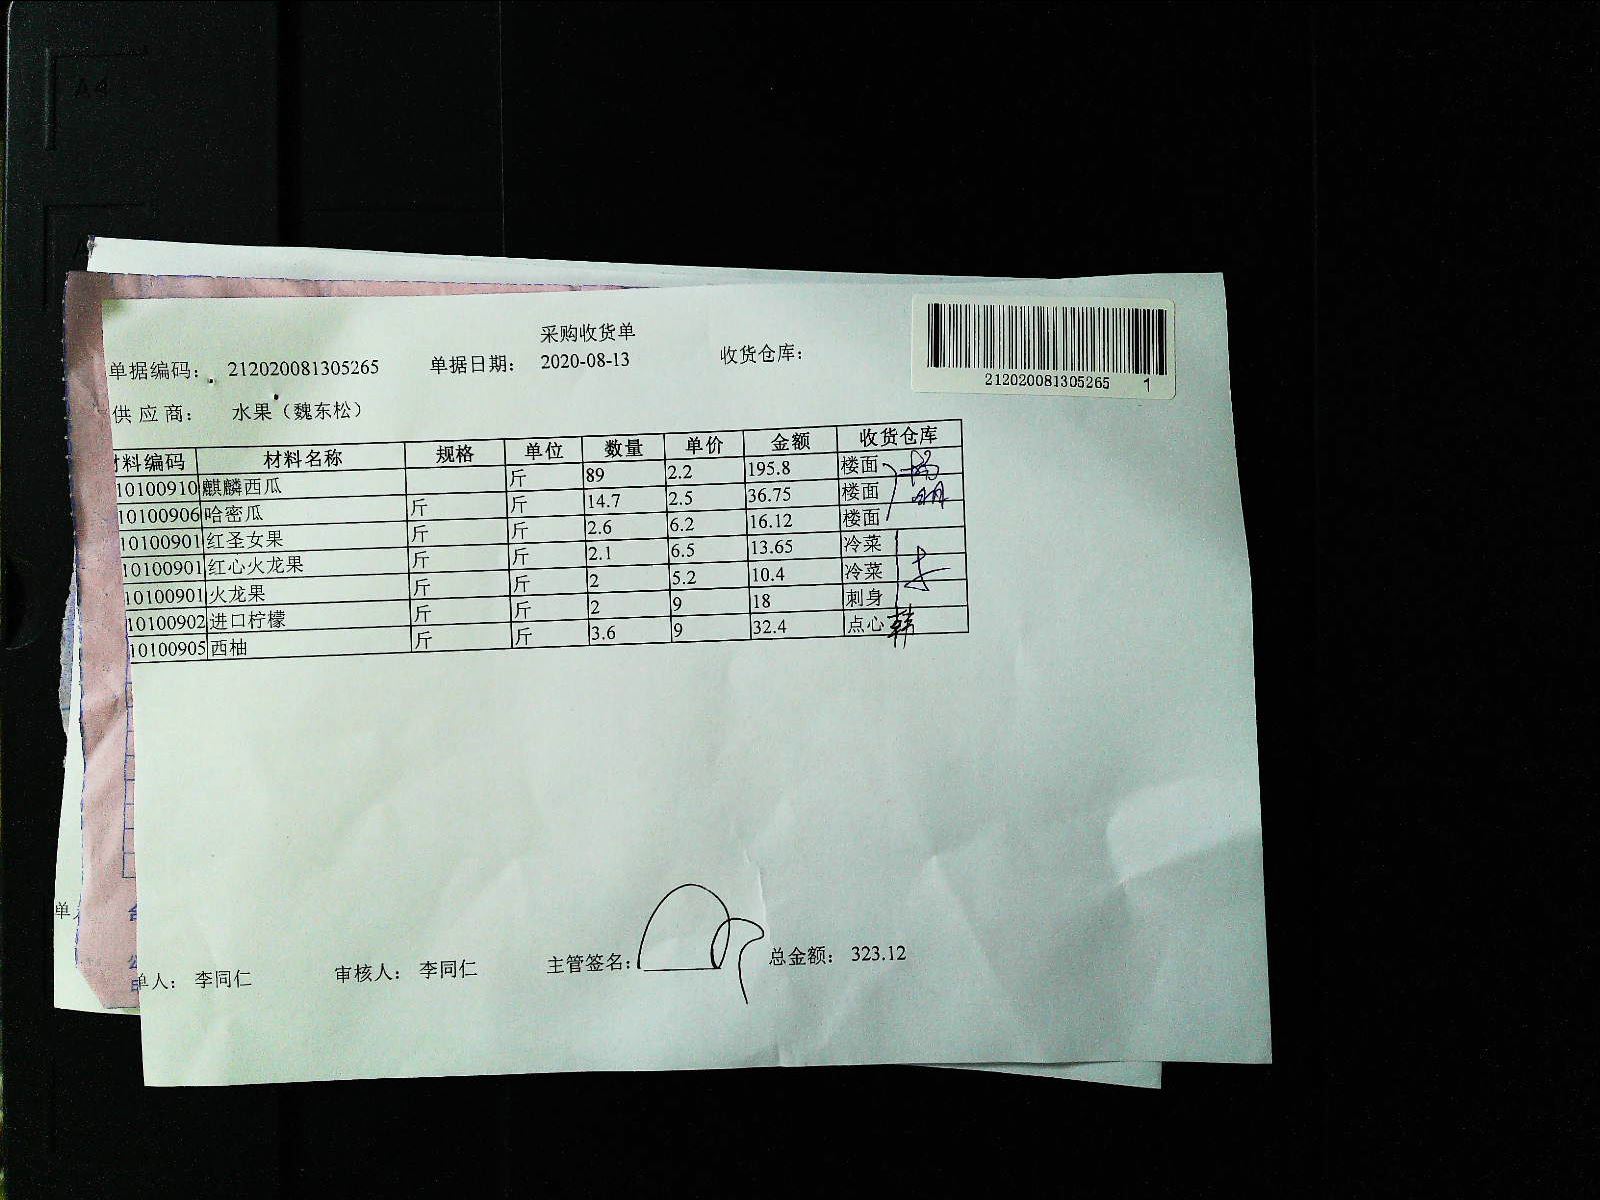 A4
采购收货单
单据编码： 212020081305265 单据日期： 2020-08-13 收货仓库：
212020081305265 1
供应商： 水果（魏东松）
材料编码 材料名称 规格 单位 数量 单价 金额 收货仓库
10100910 麒麟西瓜 斤 89 2.2 195.8 楼面
10100906 哈密瓜 斤 斤 14.7 2.5 36.75 楼面
10100901 红圣女果 斤 斤 2.6 6.2 16.12 楼面
10100901 红心火龙果 斤 斤 2.1 6.5 13.65 冷菜
10100901 火龙果 斤 斤 2 5.2 10.4 冷菜
10100902 进口柠檬 斤 斤 2 9 18 刺身
10100905 西柚 斤 斤 3.6 9 32.4 点心 韩
单人： 李同仁 审核人： 李同仁 主管签名： 总金额： 323.12